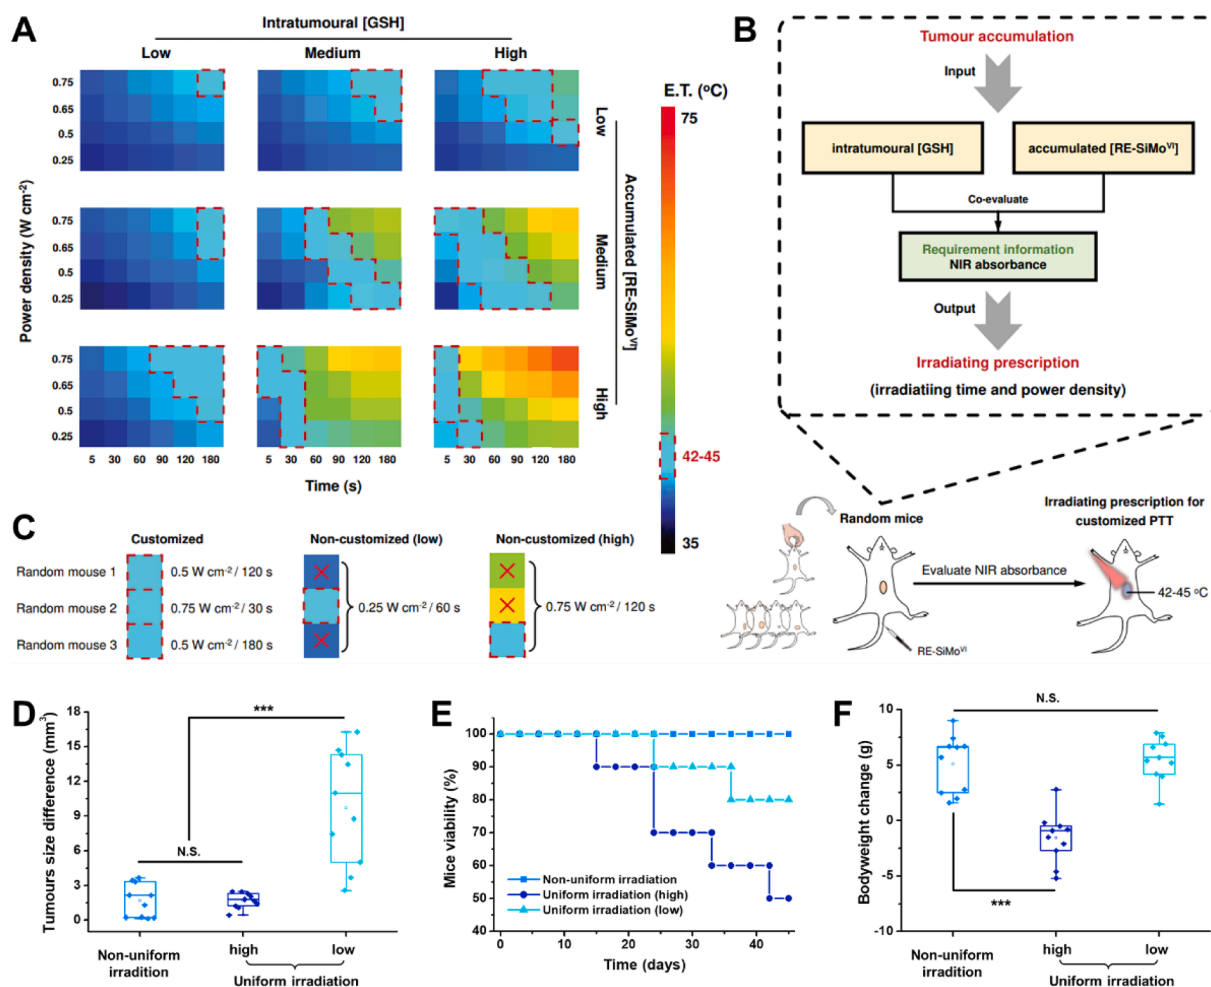 A
Intratumoural [GSH]
Low
Medium
High
0.75
0.65
0.5
0.25
Low
0.75
0.65
0.5
0.25
Medium
0.75
0.65
0.5
0.25
High
5 30 60 90 120 180
5 30 60 90 120 180
5 30 60 90 120 180
Time (s)
Power density (W cm-2)
Accumulated [RE-SiMoVI]
E.T. (oC)
75
42-45
35
B
Tumour accumulation
Input
intratumoural [GSH]
accumulated [RE-SiMoVI]
Co-evaluate
Requirement information
NIR absorbance
Output
Irradiating prescription
(irradiatiing time and power density)
Random mice
Evaluate NIR absorbance
RE-SiMoVI
Irradiating prescription for
customized PTT
42-45 oC
C
Customized
Non-customized (low)
Non-customized (high)
Random mouse 1
0.5 W cm-2 / 120 s
Random mouse 2
0.75 W cm-2 / 30 s
Random mouse 3
0.5 W cm-2 / 180 s
0.25 W cm-2 / 60 s
0.75 W cm-2 / 120 s
D
Tumours size difference (mm3)
18
15
12
9
6
3
0
***
N.S.
Non-uniform
irradition
high
low
Uniform irradiation
E
Mice viability (%)
100
90
80
70
60
50
40
Non-uniform irradiation
Uniform irradiation (high)
Uniform irradiation (low)
0 10 20 30 40
Time (days)
F
Bodyweight change (g)
10
5
0
-5
-10
N.S.
***
Non-uniform
irradiation
high
low
Uniform irradiation